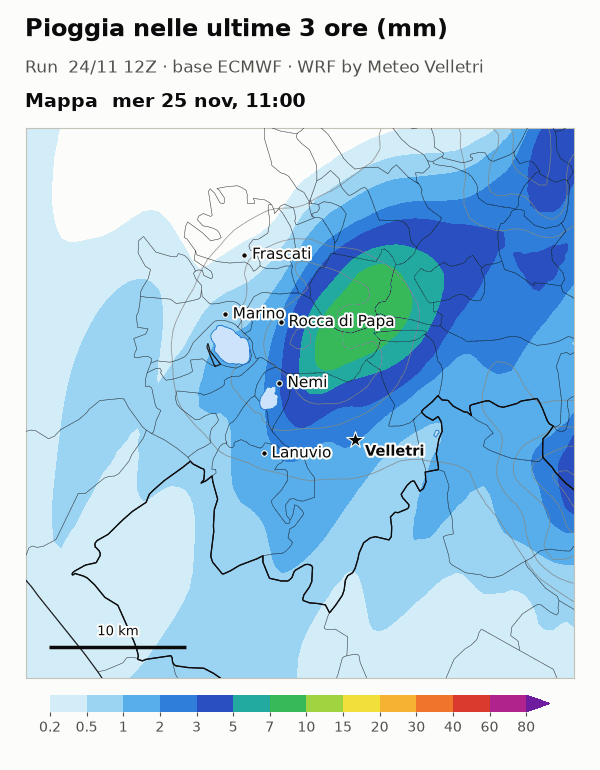 Pioggia nelle ultime 3 ore (mm)
Run  24/11 12Z · base ECMWF · WRF by Meteo Velletri
Mappa  mer 25 nov, 11:00
Frascati
Marino
Rocca di Papa
Nemi
Velletri
Lanuvio
10 km
0.2 0.5 1 2 3 5 7 10 15 20 30 40 60 80